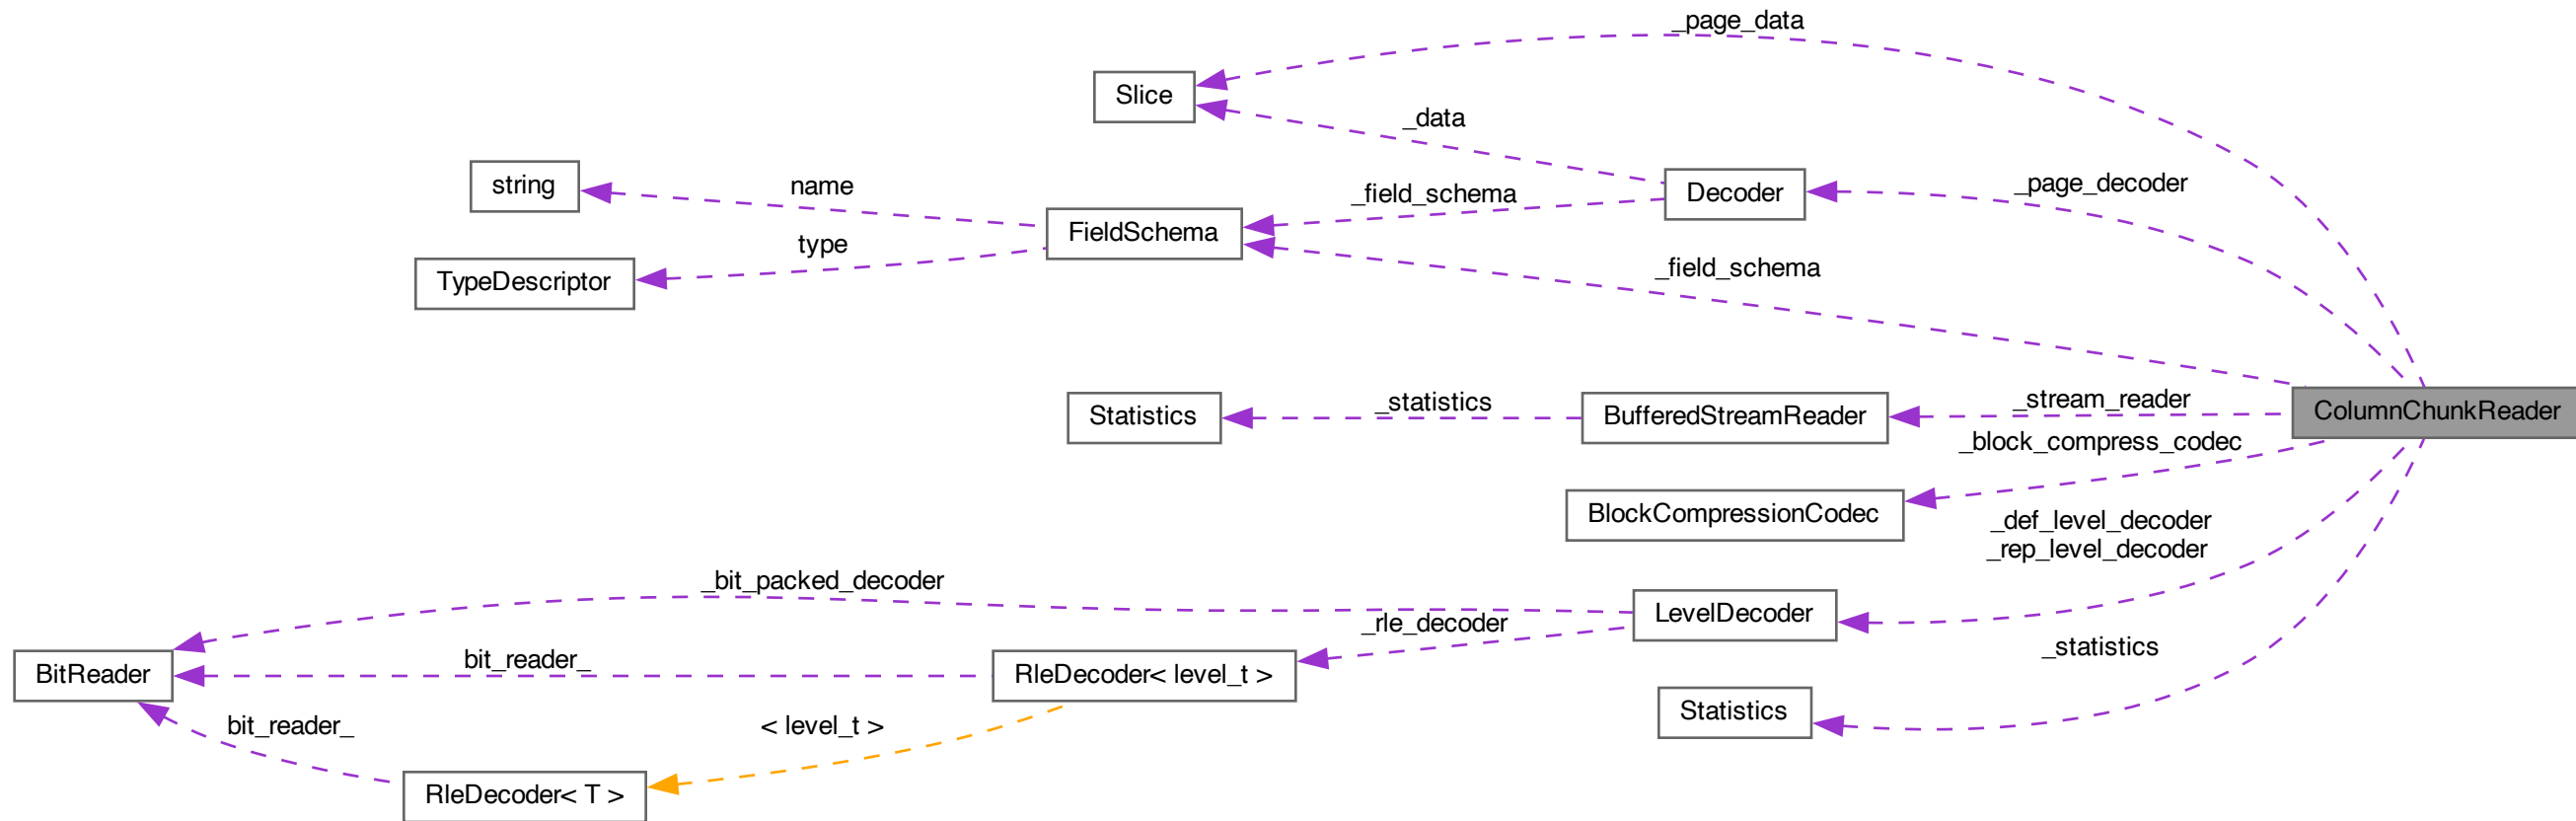 _page_data
Slice
_data
string
name
_field_schema
Decoder
_page_decoder
FieldSchema
type
TypeDescriptor
_field_schema
Statistics
_statistics
BufferedStreamReader
_stream_reader
ColumnChunkReader
_block_compress_codec
BlockCompressionCodec
_def_level_decoder
_rep_level_decoder
_bit_packed_decoder
LevelDecoder
_rle_decoder
BitReader
bit_reader_
RleDecoder< level_t >
_statistics
Statistics
bit_reader_
< level_t >
RleDecoder< T >